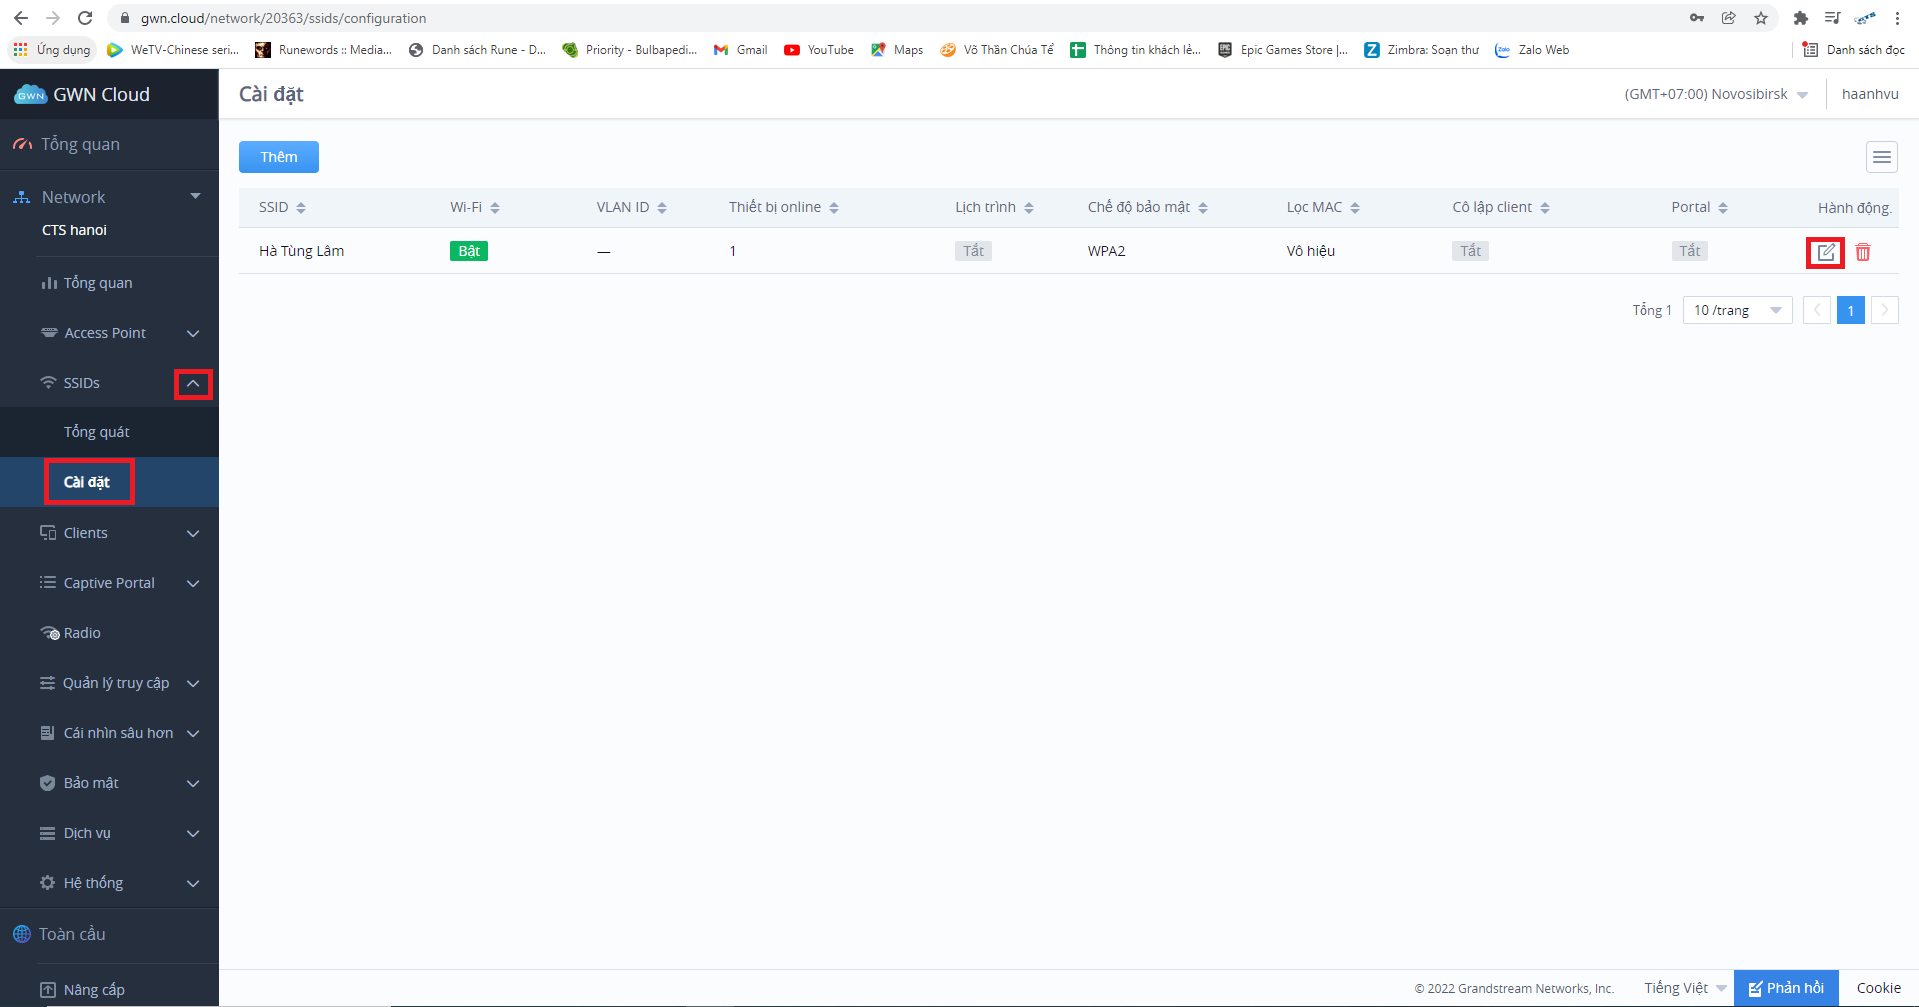 gwn.cloud/network/20363/ssids/configuration
Ứng dụng WeTV-Chinese seri... Runewords :: Media... Danh sách Rune - D... Priority - Bulbapedi... Gmail YouTube Maps Võ Thần Chúa Tể Thông tin khách lẻ... Epic Games Store |... Zimbra: Soạn thư Zalo Web Danh sách đọc
GWN GWN Cloud
Cài đặt
(GMT+07:00) Novosibirsk haanhvu
Tổng quan
Thêm
Network
CTS hanoi
SSID Wi-Fi VLAN ID Thiết bị online Lịch trình Chế độ bảo mật Lọc MAC Cô lập client Portal Hành động.
Hà Tùng Lâm Bật — 1 Tắt WPA2 Vô hiệu Tắt Tắt
Tổng 1 10 /trang 1
Tổng quan
Access Point
SSIDs
Tổng quát
Cài đặt
Clients
Captive Portal
Radio
Quản lý truy cập
Cái nhìn sâu hơn
Bảo mật
Dịch vụ
Hệ thống
Toàn cầu
Nâng cấp
© 2022 Grandstream Networks, Inc. Tiếng Việt Phản hồi Cookie